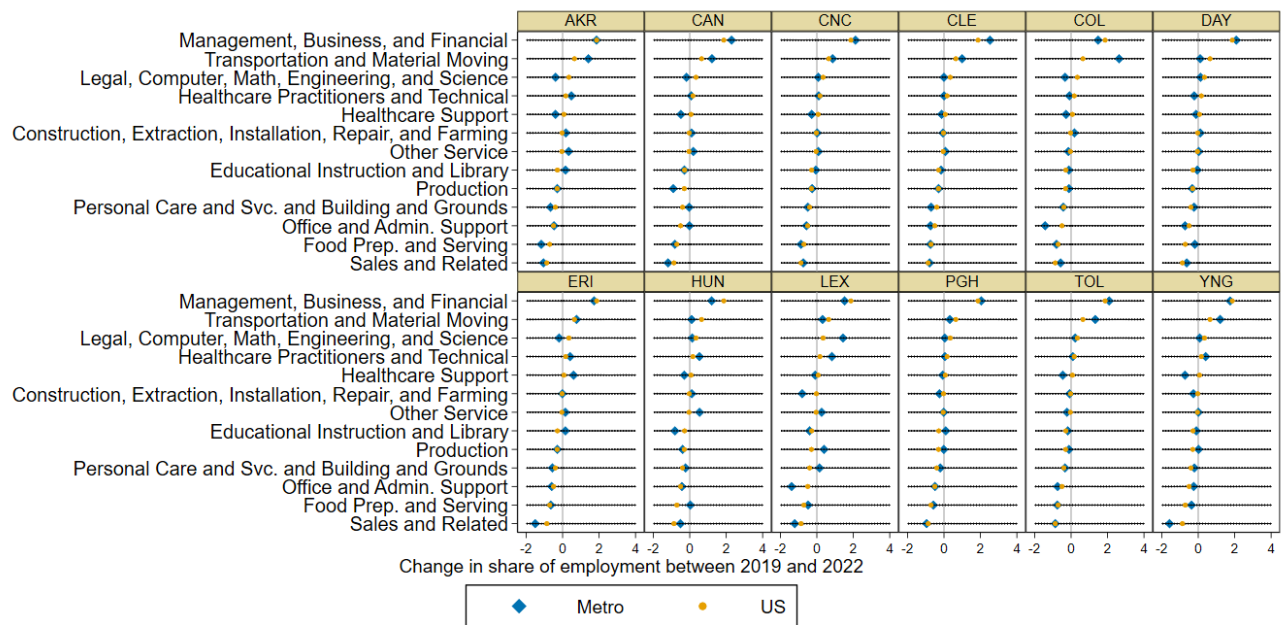 AKR CAN CNC CLE COL DAY
Management, Business, and Financial
Transportation and Material Moving
Legal, Computer, Math, Engineering, and Science
Healthcare Practitioners and Technical
Healthcare Support
Construction, Extraction, Installation, Repair, and Farming
Other Service
Educational Instruction and Library
Production
Personal Care and Svc. and Building and Grounds
Office and Admin. Support
Food Prep. and Serving
Sales and Related
ERI HUN LEX PGH TOL YNG
Management, Business, and Financial
Transportation and Material Moving
Legal, Computer, Math, Engineering, and Science
Healthcare Practitioners and Technical
Healthcare Support
Construction, Extraction, Installation, Repair, and Farming
Other Service
Educational Instruction and Library
Production
Personal Care and Svc. and Building and Grounds
Office and Admin. Support
Food Prep. and Serving
Sales and Related
-2 0 2 4 -2 0 2 4 -2 0 2 4 -2 0 2 4 -2 0 2 4 -2 0 2 4
Change in share of employment between 2019 and 2022
Metro US